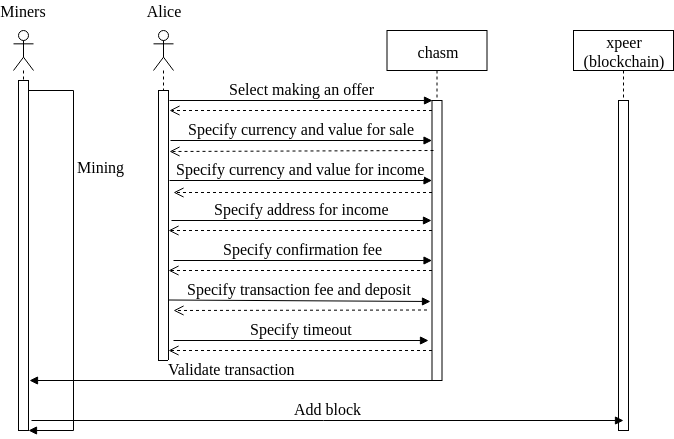 Miners
Alice
chasm
xpeer
(blockchain)
Select making an offer
Specify currency and value for sale
Mining
Specify currency and value for income
Specify address for income
Specify confirmation fee
Specify transaction fee and deposit
Specify timeout
Validate transaction
Add block